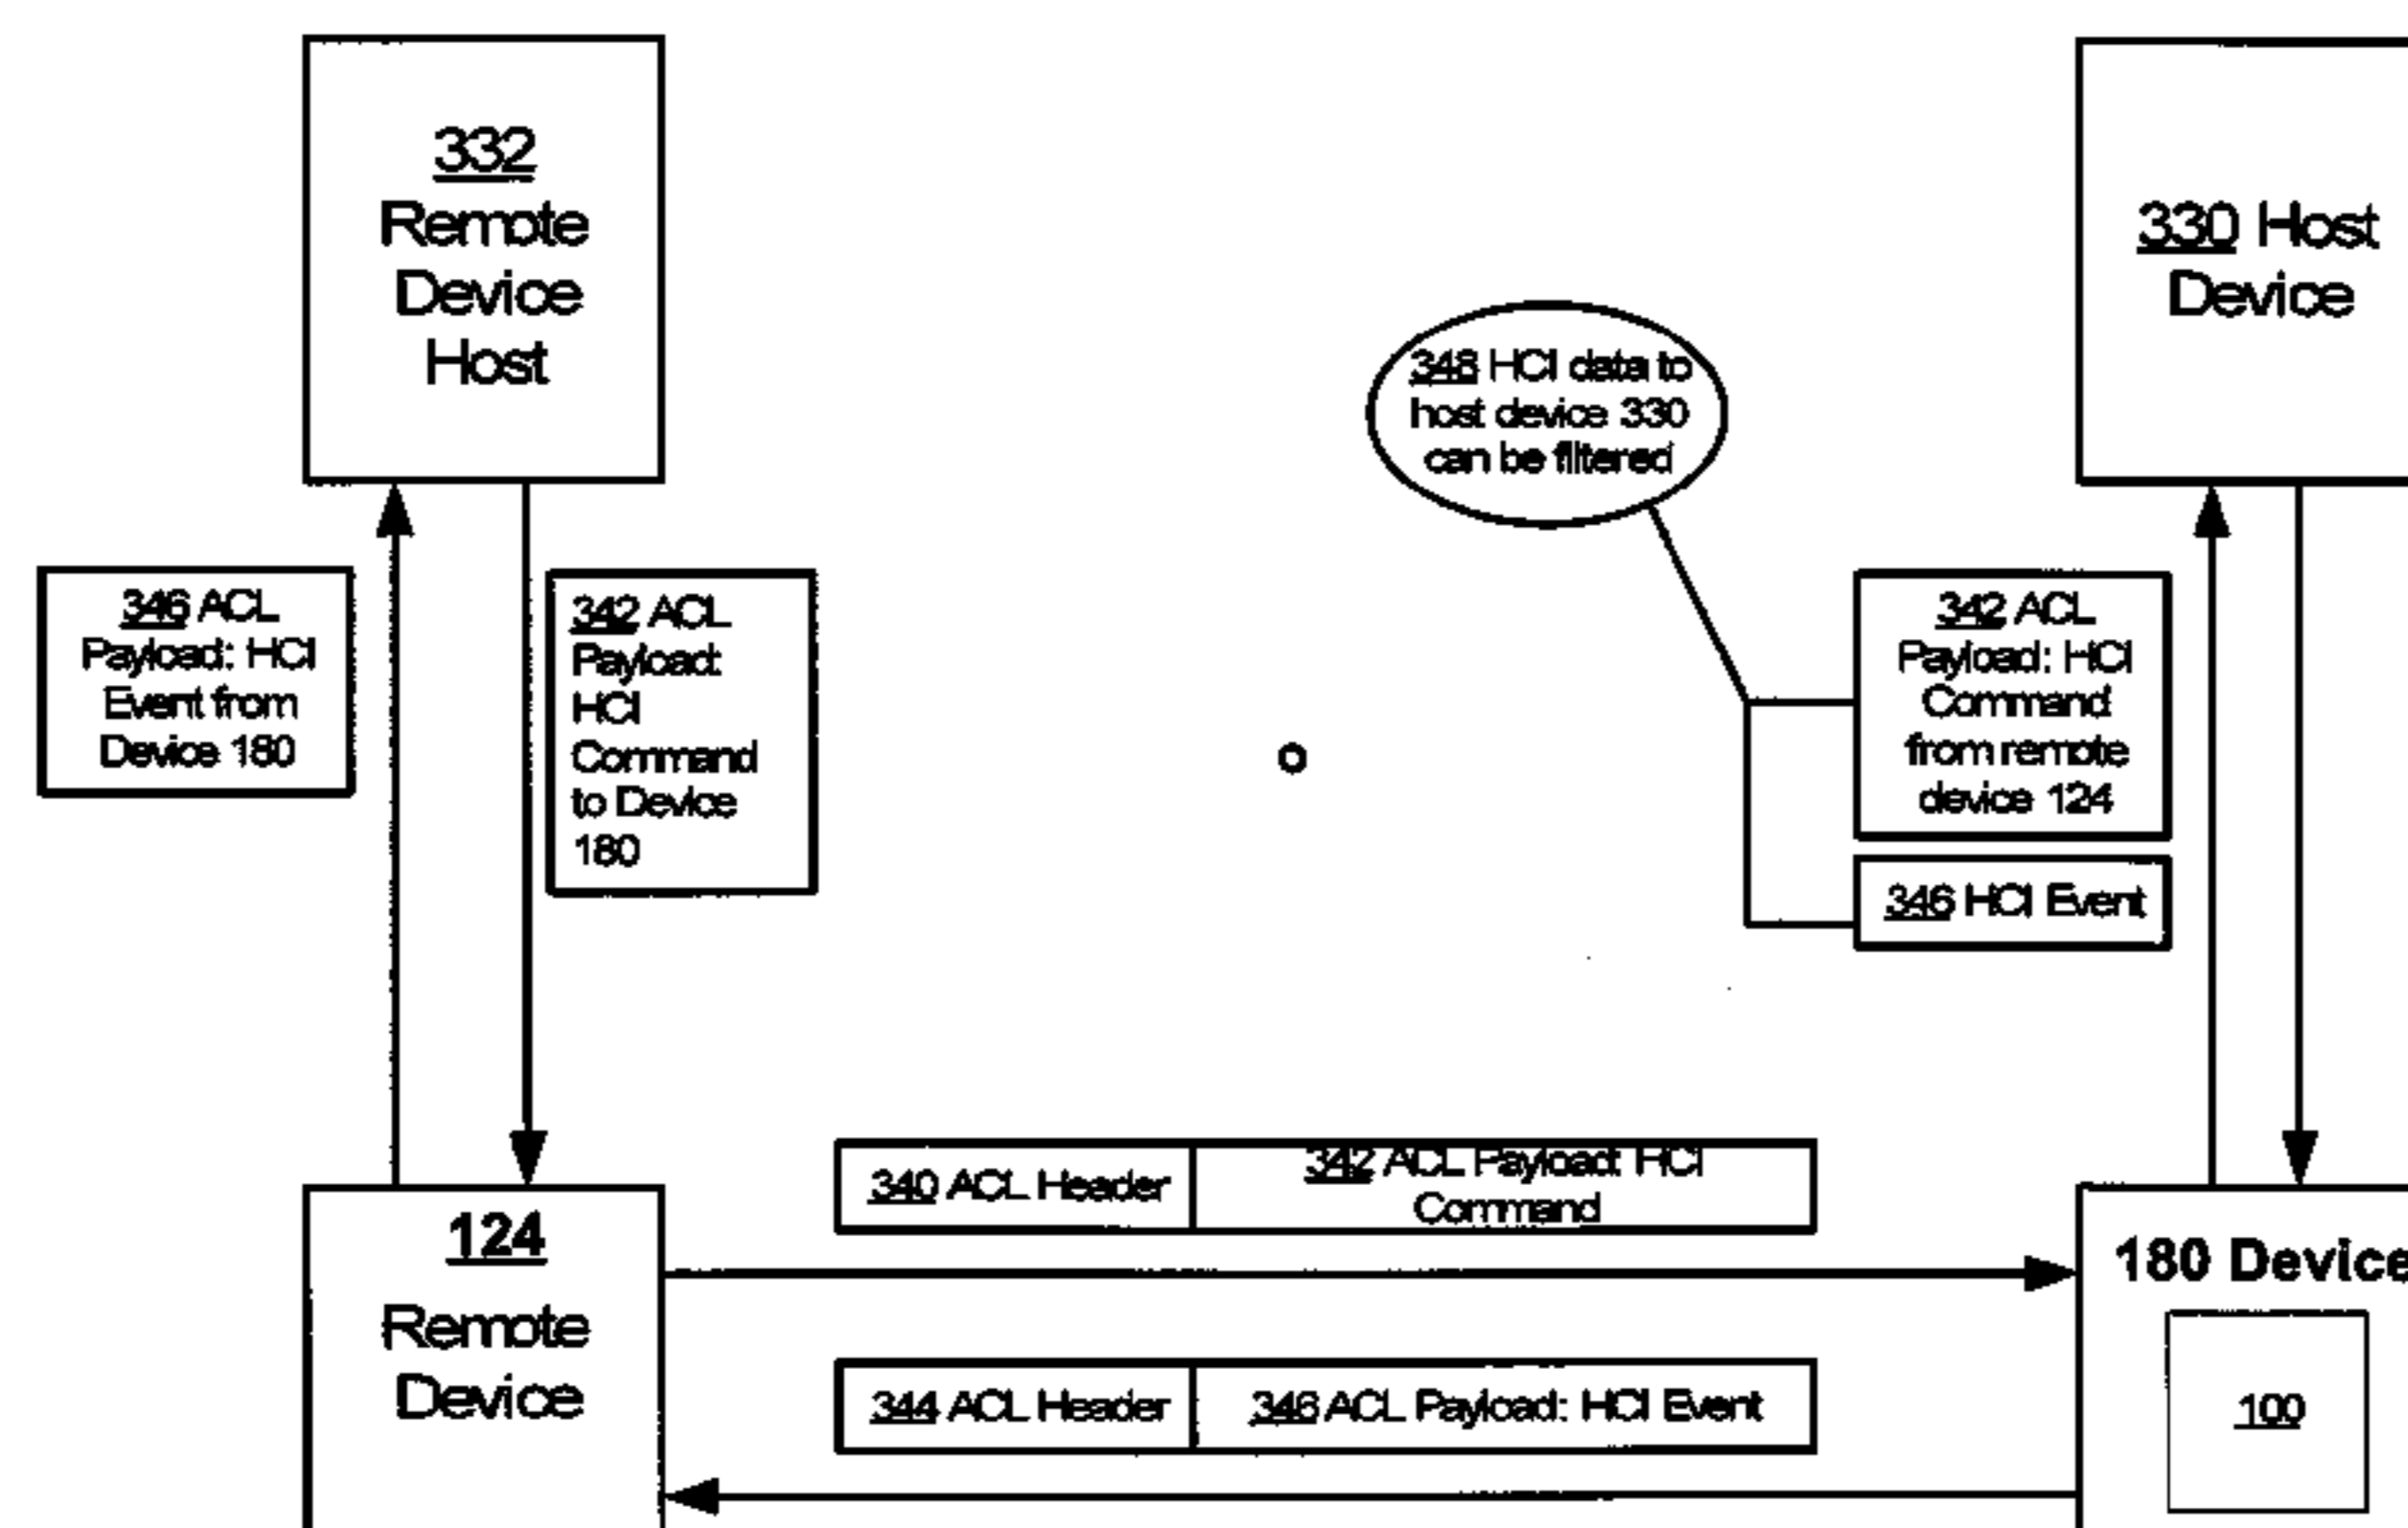 332
Remote
Device
Host
330 Host
Device
348 HCI data to
host device 330
can be filtered
346 ACL
Payload: HCI
Event from
Device 180
342 ACL
Payload:
HCI
Command
to Device
180
342 ACL
Payload: HCI
Command
from remote
device 124
346 HCI Event
340 ACL Header
342 ACL Payload: HCI
Command
124
Remote
Device
180 Device
344 ACL Header
346 ACL Payload: HCI Event
100